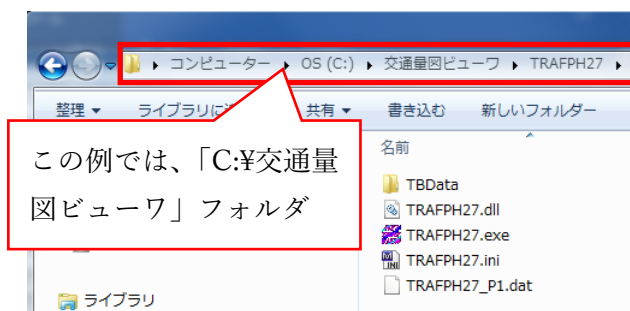 コンピューター ▸ OS (C:) ▸ 交通量図ビューワ ▸ TRAFPH27 ▸
整理 ▼ ライブラリに 共有 ▼ 書き込む 新しいフォルダー
この例では、「C:¥交通量
図ビューワ」フォルダ
名前
TBData
TRAFPH27.dll
TRAFPH27.exe
TRAFPH27.ini
TRAFPH27_P1.dat
ライブラリ